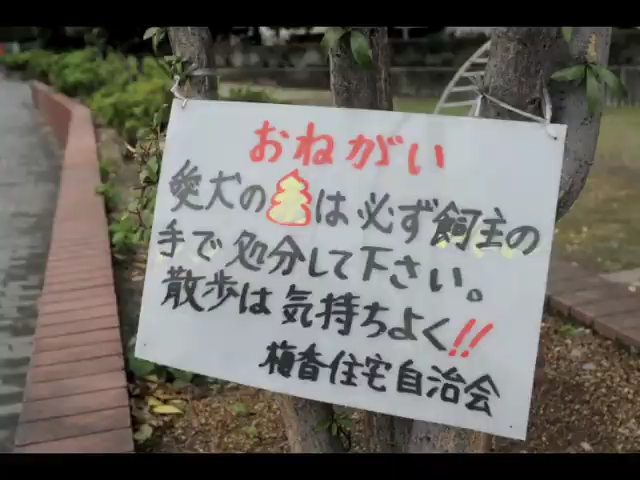 おねがい
愛犬の は必ず飼主の
手で処分して下さい。
散歩は気持ちよく!!
梅香住宅自治会